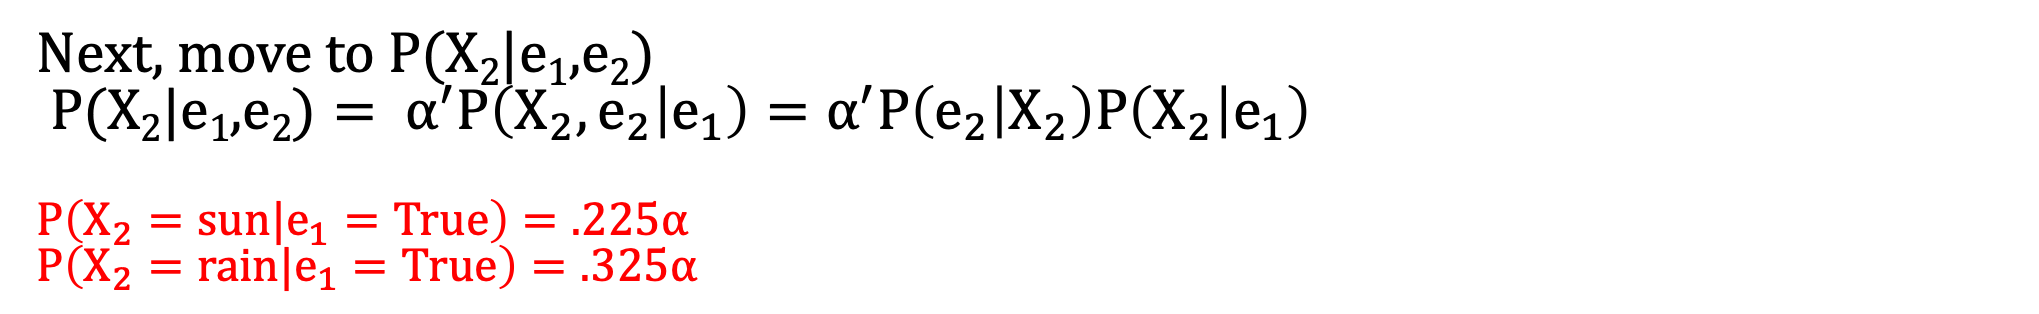 Next, move to P(X₂|e₁,e₂)
P(X₂|e₁,e₂) = α′P(X₂, e₂|e₁) = α′P(e₂|X₂)P(X₂|e₁)
P(X₂ = sun|e₁ = True) = .225α
P(X₂ = rain|e₁ = True) = .325α